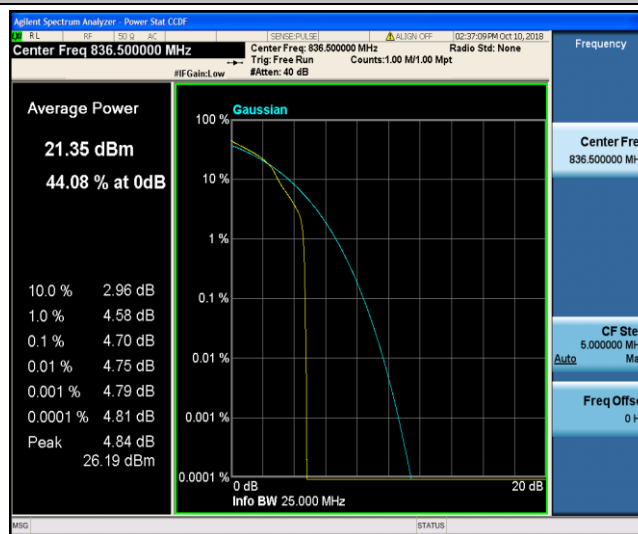 Agilent Spectrum Analyzer - Power Stat CCDF
RL RF 50 Ω AC SENSE:PULSE ALIGN OFF 02:37:09 PM Oct 10, 2018
Center Freq 836.500000 MHz
Center Freq: 836.500000 MHz Radio Std: None
Trig: Free Run Counts:1.00 M/1.00 Mpt
#IFGain:Low #Atten: 40 dB
Frequency
Average Power
21.35 dBm
44.08 % at 0dB
10.0 % 2.96 dB
1.0 % 4.58 dB
0.1 % 4.70 dB
0.01 % 4.75 dB
0.001 % 4.79 dB
0.0001 % 4.81 dB
Peak 4.84 dB
26.19 dBm
Gaussian
100 %
10 %
1 %
0.1 %
0.01 %
0.001 %
0.0001 %
0 dB 20 dB
Info BW 25.000 MHz
Center Fre
836.500000 MH
CF Ste
5.000000 MH
Auto Ma
Freq Offs
0 H
MSG STATUS